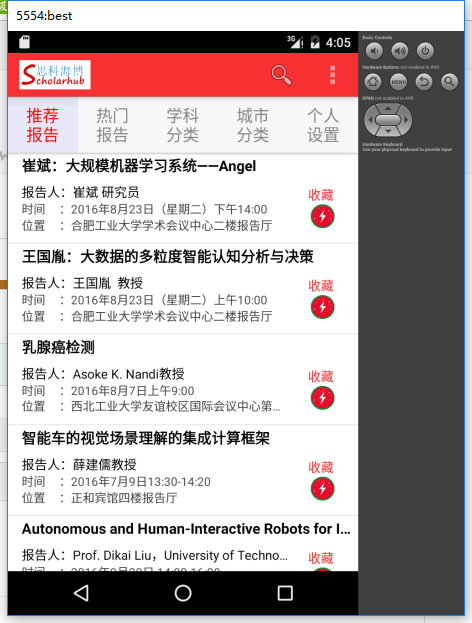 5554:best
3G 4:05
思科海博
Scholarhub
推荐 热门 学科 城市 个人
报告 报告 分类 分类 设置
崔斌：大规模机器学习系统——Angel
报告人：崔斌 研究员
收藏
时间 ：2016年8月23日（星期二）下午14:00
位置 ：合肥工业大学学术会议中心二楼报告厅
王国胤：大数据的多粒度智能认知分析与决策
报告人：王国胤 教授
收藏
时间 ：2016年8月23日（星期二）上午10:00
位置 ：合肥工业大学学术会议中心二楼报告厅
乳腺癌检测
报告人：Asoke K. Nandi教授
收藏
时间 ：2016年8月7日上午9:00
位置 ：西北工业大学友谊校区国际会议中心第...
智能车的视觉场景理解的集成计算框架
报告人：薛建儒教授
收藏
时间 ：2016年7月9日13:30-14:20
位置 ：正和宾馆四楼报告厅
Autonomous and Human-Interactive Robots for I...
报告人：Prof. Dikai Liu，University of Techno...
收藏
Basic Controls
Hardware Buttons not enabled in AVD
MENU
DPAD not enabled in AVD
Hardware Keyboard
Use your physical keyboard to provide input